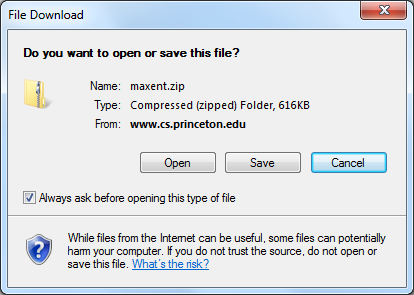 File Download
Do you want to open or save this file?
Name: maxent.zip
Type: Compressed (zipped) Folder, 616KB
From: www.cs.princeton.edu
Open Save Cancel
Always ask before opening this type of file
While files from the Internet can be useful, some files can potentially
harm your computer. If you do not trust the source, do not open or
save this file. What's the risk?